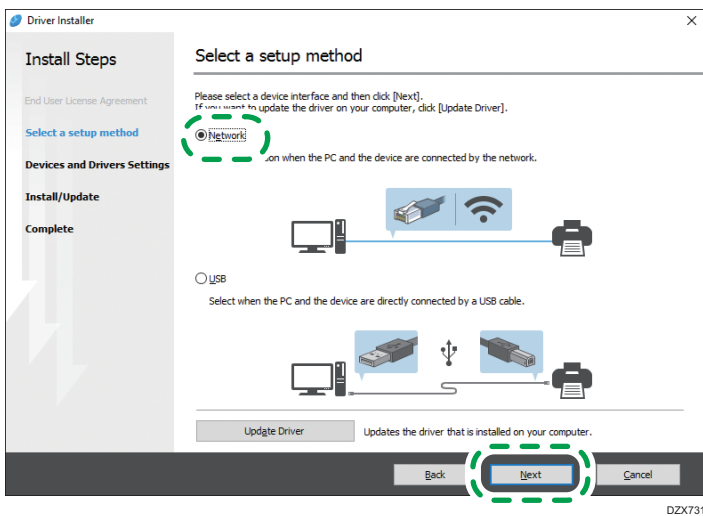 Driver Installer
Install Steps
End User License Agreement
Select a setup method
Devices and Drivers Settings
Install/Update
Complete
Select a setup method
Please select a device interface and then click [Next].
If you want to update the driver on your computer, click [Update Driver].
Network
on when the PC and the device are connected by the network.
USB
Select when the PC and the device are directly connected by a USB cable.
Update Driver
Updates the driver that is installed on your computer.
Back
Next
Cancel
DZX731